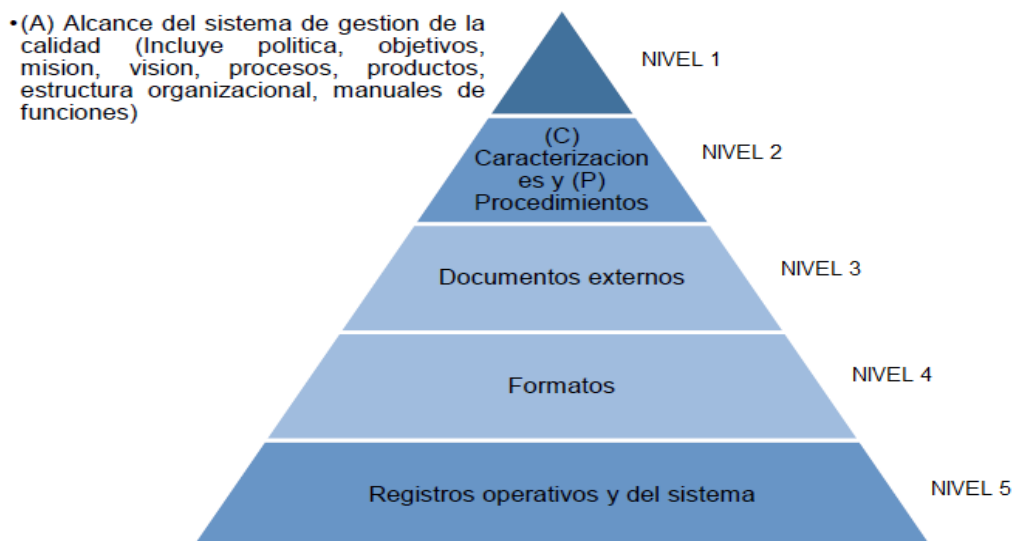 •(A) Alcance del sistema de gestion de la
calidad (Incluye politica, objetivos,
mision, vision, procesos, productos,
estructura organizacional, manuales de
funciones)
NIVEL 1
(C)
Caracterizacion
es y (P)
Procedimientos
NIVEL 2
Documentos externos
NIVEL 3
Formatos
NIVEL 4
Registros operativos y del sistema
NIVEL 5